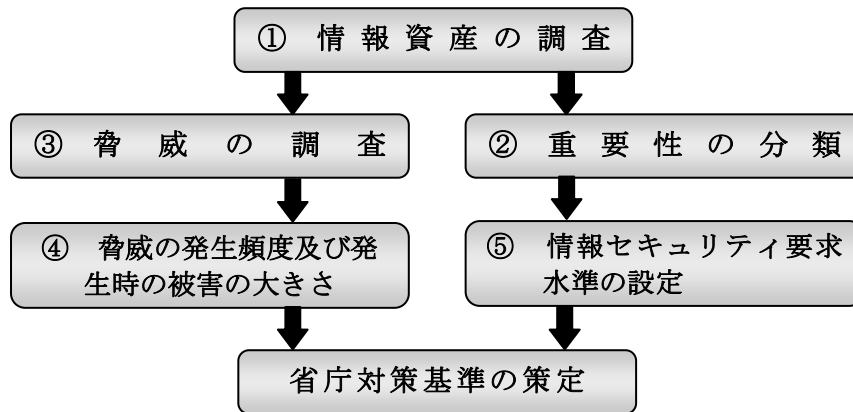 ① 情報資産の調査
③ 脅威の調査
② 重要性の分類
④ 脅威の発生頻度及び発
生時の被害の大きさ
⑤ 情報セキュリティ要求
水準の設定
省庁対策基準の策定